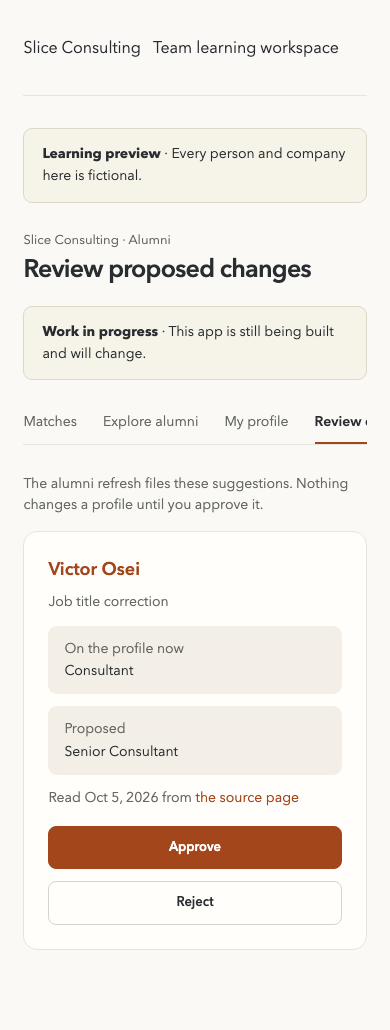 Slice Consulting Team learning workspace
Learning preview · Every person and company
here is fictional.
Slice Consulting · Alumni
Review proposed changes
Work in progress · This app is still being built
and will change.
Matches Explore alumni My profile Review
The alumni refresh files these suggestions. Nothing
changes a profile until you approve it.
Victor Osei
Job title correction
On the profile now
Consultant
Proposed
Senior Consultant
Read Oct 5, 2026 from the source page
Approve
Reject